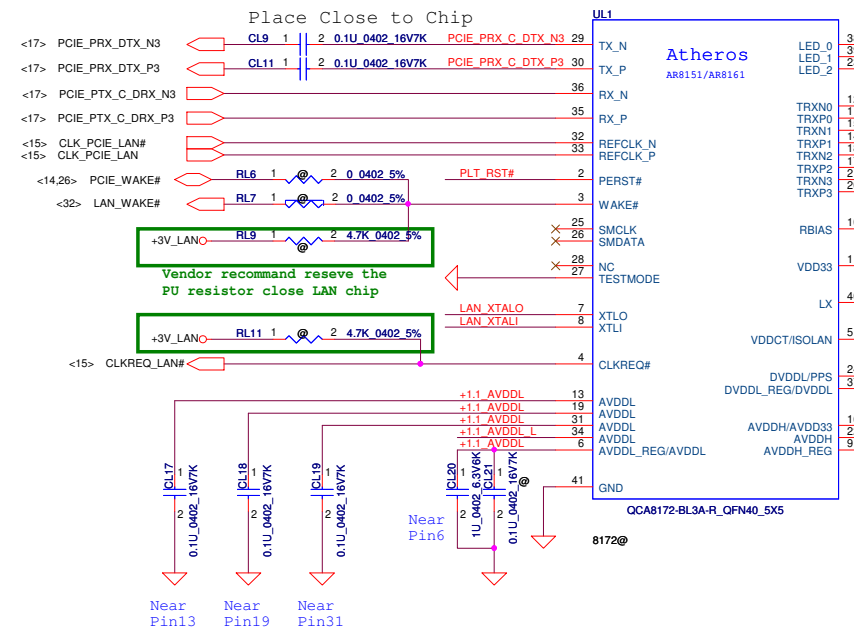 Place Close to Chip
UL1
<17> PCIE_PRX_DTX_N3 CL9 1 2 0.1U_0402_16V7K PCIE_PRX_C_DTX_N3 29 TX_N
<17> PCIE_PRX_DTX_P3 CL11 1 2 0.1U_0402_16V7K PCIE_PRX_C_DTX_P3 30 TX_P
Atheros
AR8151/AR8161
LED_0
LED_1
LED_2
<17> PCIE_PTX_C_DRX_N3 36 RX_N
<17> PCIE_PTX_C_DRX_P3 35 RX_P
TRXN0
TRXP0
TRXN1
TRXP1
TRXN2
TRXP2
TRXN3
TRXP3
<15> CLK_PCIE_LAN# 32 REFCLK_N
<15> CLK_PCIE_LAN 33 REFCLK_P
<14,26> PCIE_WAKE# RL6 1 @ 2 0_0402_5% PLT_RST# 2 PERST#
<32> LAN_WAKE# RL7 1 @ 2 0_0402_5% 3 WAKE#
+3V_LAN RL9 1 @ 2 4.7K_0402_5%
25 SMCLK RBIAS
26 SMDATA
Vendor recommand reseve the
PU resistor close LAN chip
28 NC VDD33
27 TESTMODE
LAN_XTALO 7 XTLO LX
LAN_XTALI 8 XTLI
+3V_LAN RL11 1 @ 2 4.7K_0402_5% VDDCT/ISOLAN 5
<15> CLKREQ_LAN# 4 CLKREQ#
DVDDL/PPS
DVDDL_REG/DVDDL
+1.1_AVDDL 13 AVDDL
+1.1_AVDDL 19 AVDDL
+1.1_AVDDL 31 AVDDL AVDDH/AVDD33
+1.1_AVDDL_L 34 AVDDL AVDDH
+1.1_AVDDL 6 AVDDL_REG/AVDDL AVDDH_REG 9
CL17 1 2 0.1U_0402_16V7K
CL18 1 2 0.1U_0402_16V7K
CL19 1 2 0.1U_0402_16V7K
CL20 1 2 1U_0402_6.3V6K
CL21 1 2 0.1U_0402_16V7K @
41 GND
QCA8172-BL3A-R_QFN40_5X5
Near
Pin6
8172@
Near
Pin13
Near
Pin19
Near
Pin31